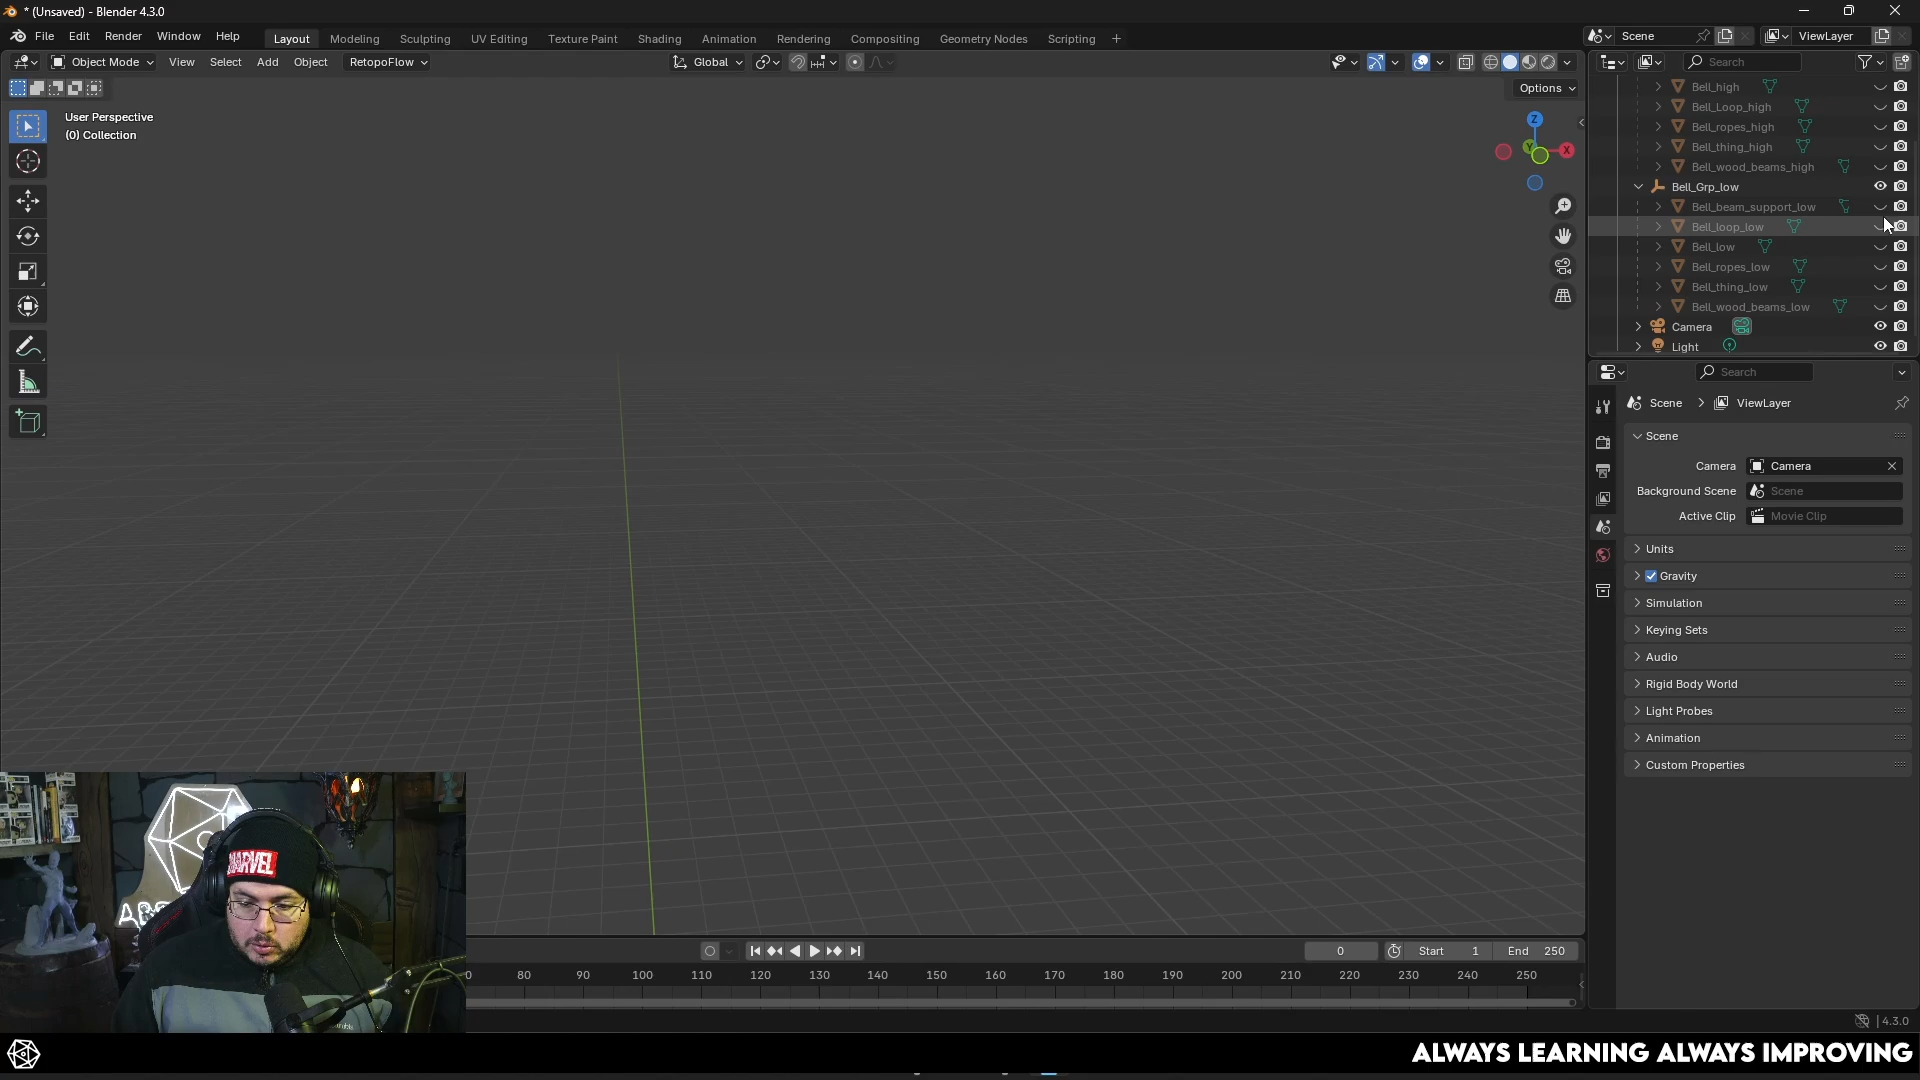 * (Unsaved) - Blender 4.3.0
File Edit Render Window Help Layout Modeling Sculpting UV Editing Texture Paint Shading Animation Rendering Compositing Geometry Nodes Scripting + Scene ViewLayer
Object Mode View Select Add Object RetopoFlow Global Search
Options
User Perspective
(0) Collection
Z
Y
X
Bell_high
Bell_Loop_high
Bell_ropes_high
Bell_thing_high
Bell_wood_beams_high
Bell_Grp_low
Bell_beam_support_low
Bell_loop_low
Bell_low
Bell_ropes_low
Bell_thing_low
Bell_wood_beams_low
Camera
Light
Search
Scene > ViewLayer
Scene
Camera Camera
Background Scene Scene
Active Clip Movie Clip
Units
Gravity
Simulation
Keying Sets
Audio
Rigid Body World
Light Probes
Animation
Custom Properties
MARVEL
0 Start 1 End 250
0 80 90 100 110 120 130 140 150 160 170 180 190 200 210 220 230 240 250
4.3.0
ALWAYS LEARNING ALWAYS IMPROVING